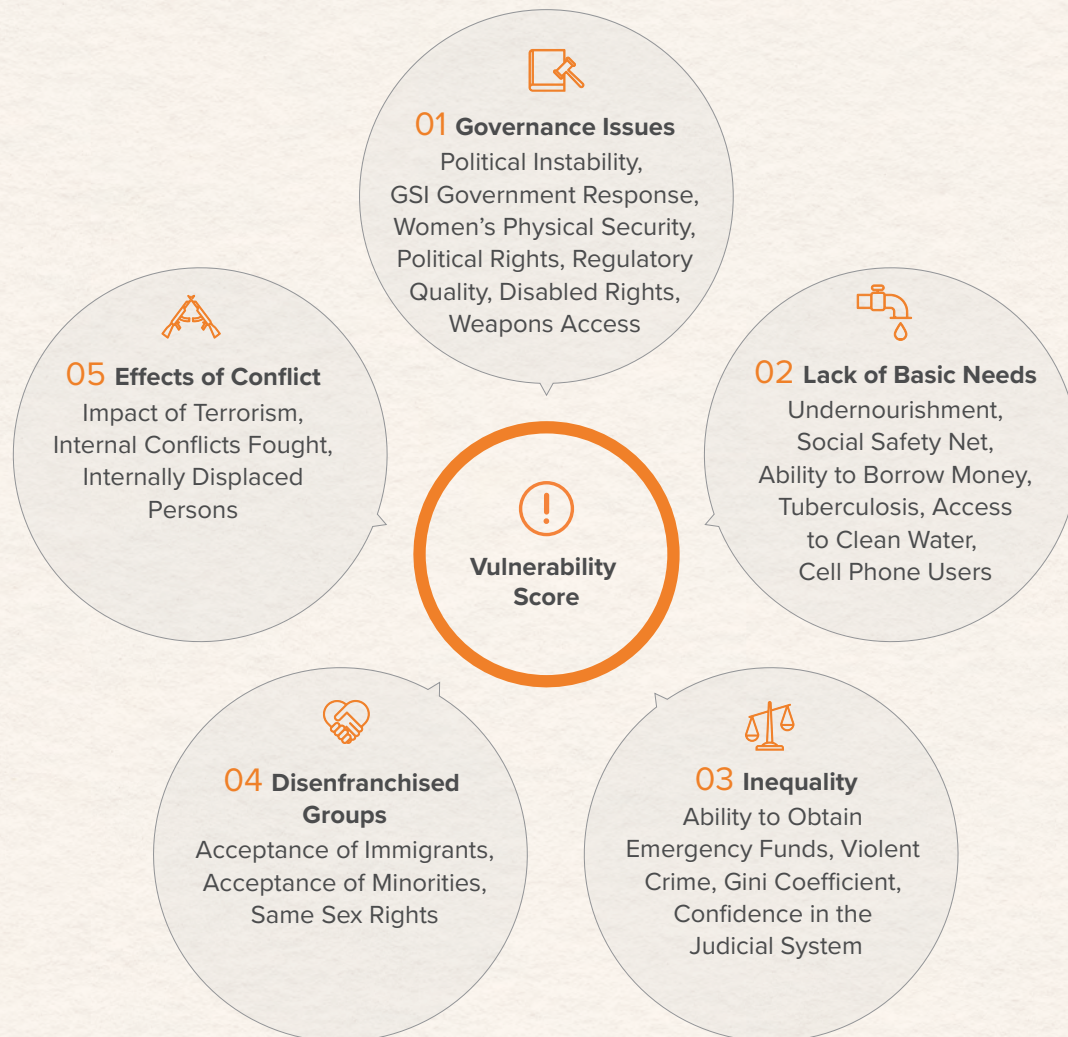 01 Governance Issues
Political Instability,
GSI Government Response,
Women’s Physical Security,
Political Rights, Regulatory
Quality, Disabled Rights,
Weapons Access
02 Lack of Basic Needs
Undernourishment,
Social Safety Net,
Ability to Borrow Money,
Tuberculosis, Access
to Clean Water,
Cell Phone Users
03 Inequality
Ability to Obtain
Emergency Funds, Violent
Crime, Gini Coefficient,
Confidence in the
Judicial System
04 Disenfranchised
Groups
Acceptance of Immigrants,
Acceptance of Minorities,
Same Sex Rights
05 Effects of Conflict
Impact of Terrorism,
Internal Conflicts Fought,
Internally Displaced
Persons
Vulnerability
Score